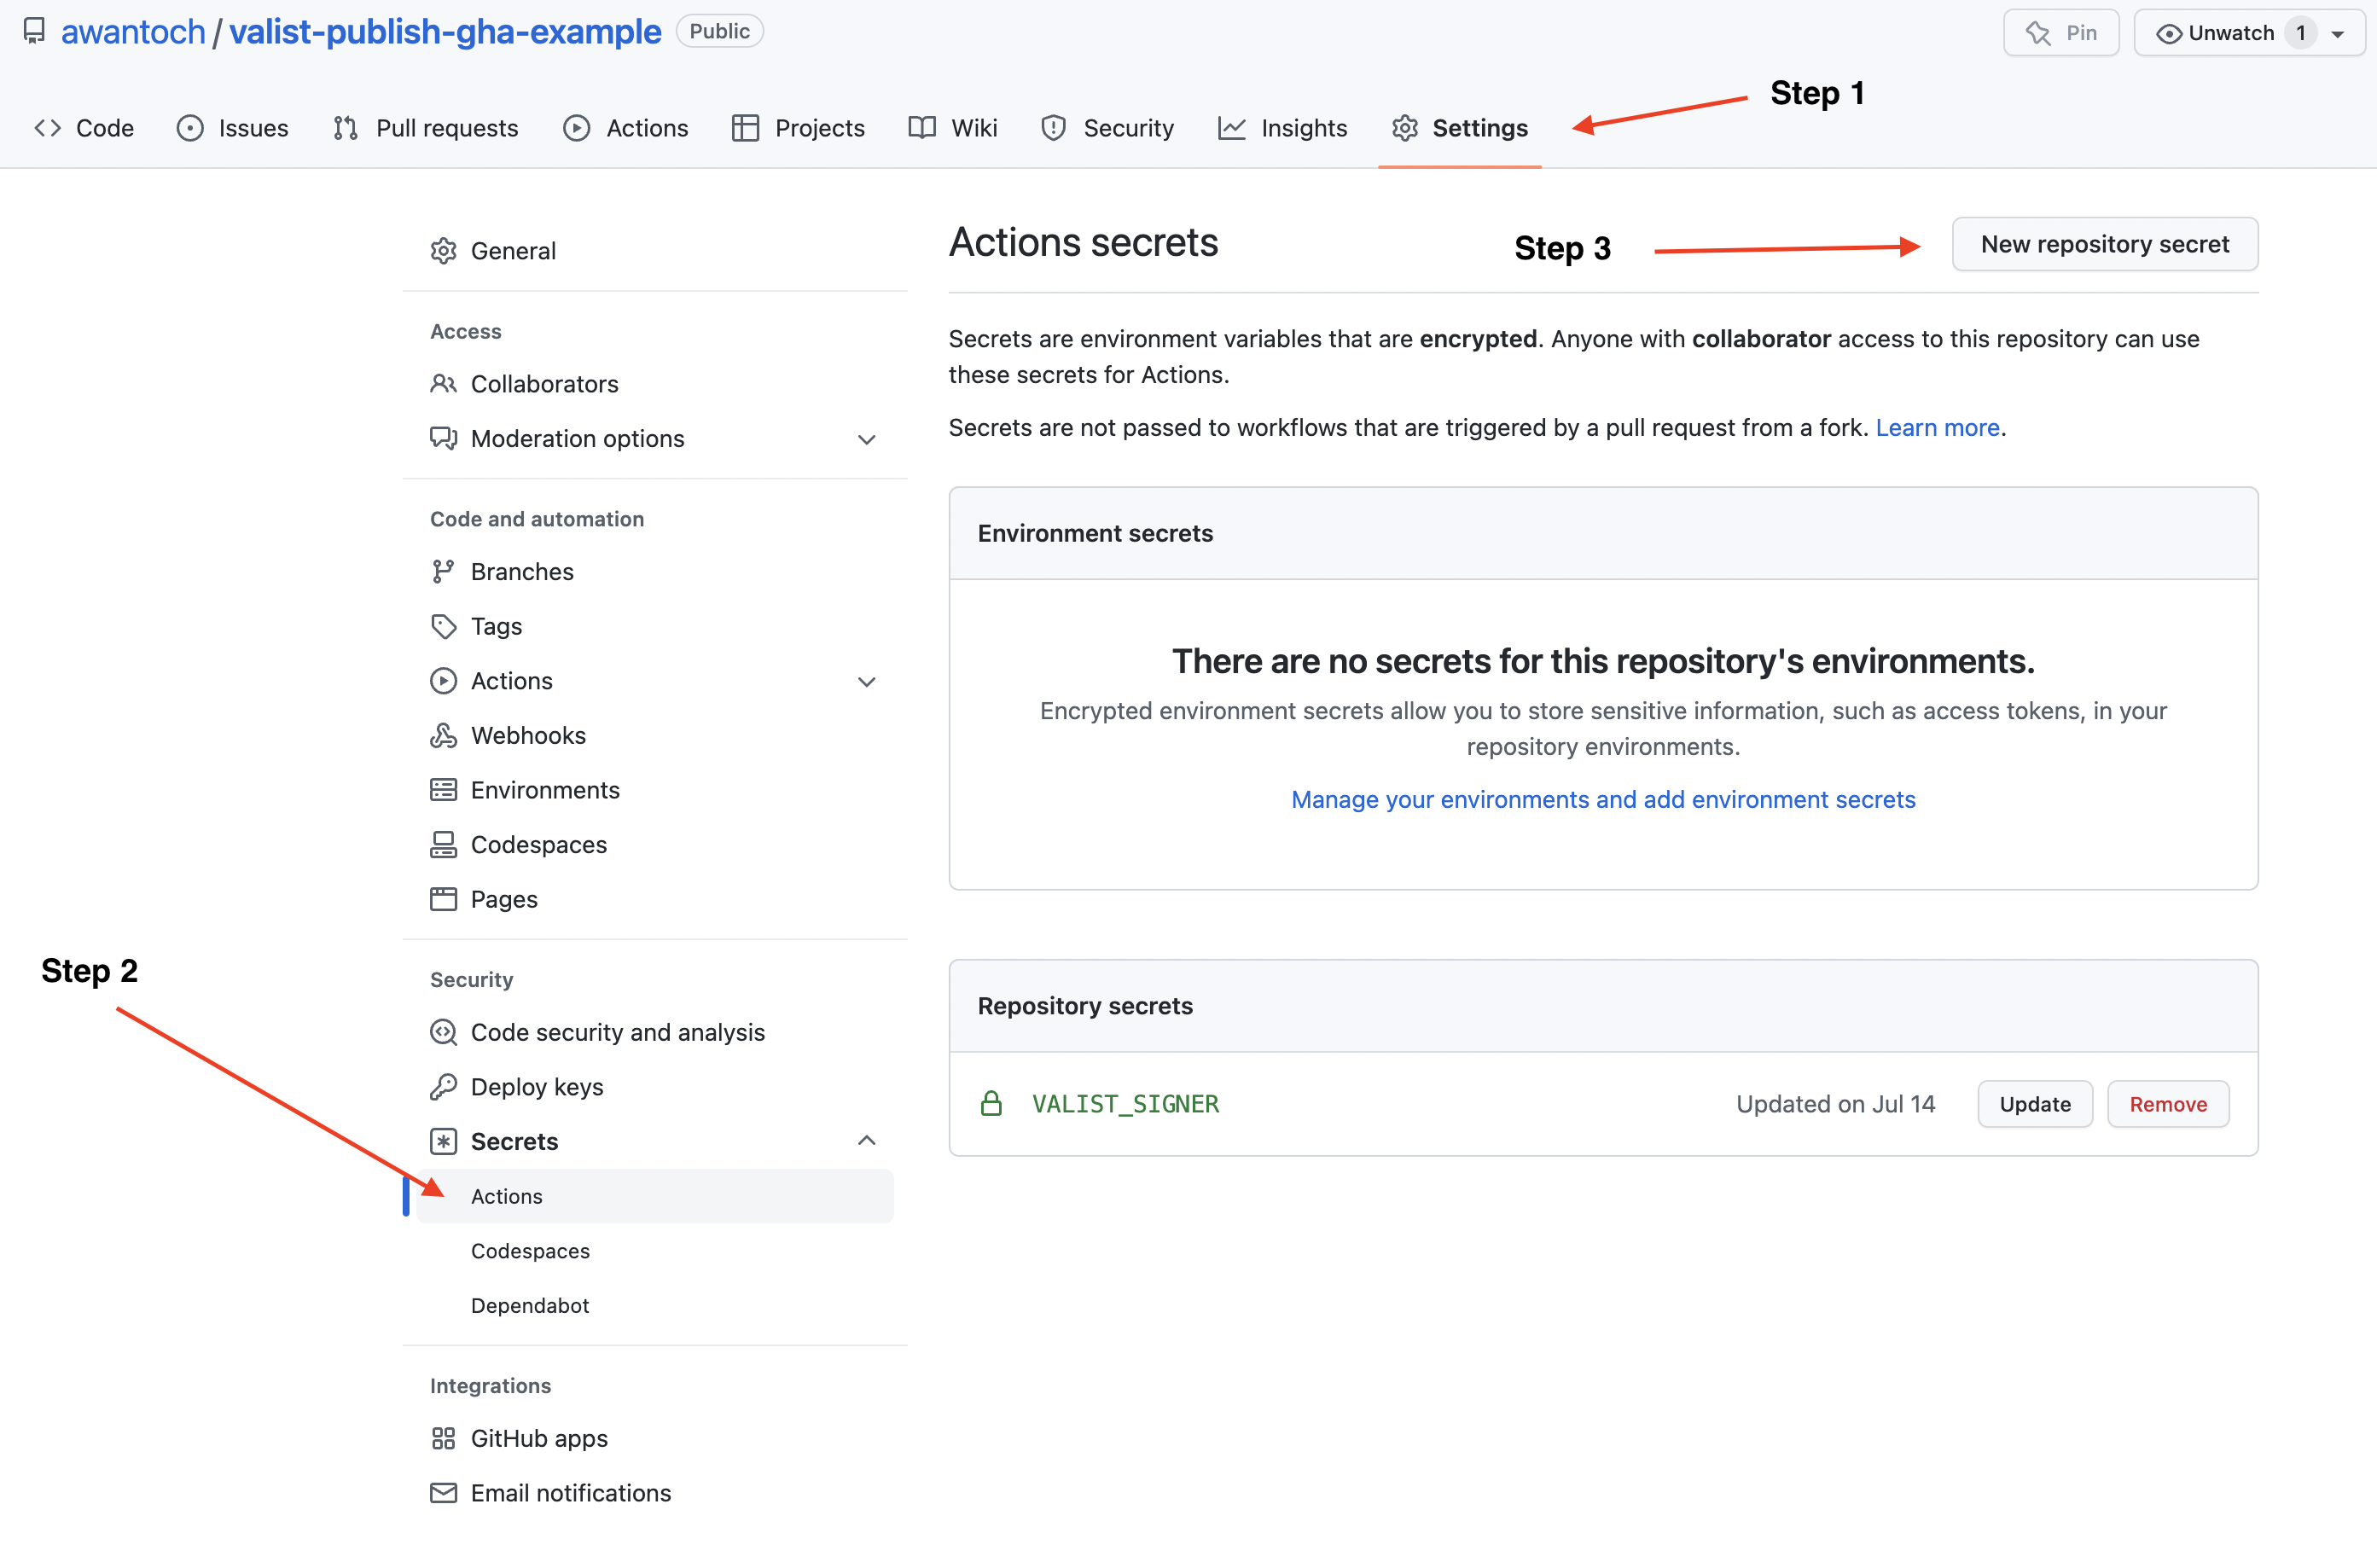 awantoch / valist-publish-gha-example Public
Pin
Unwatch 1
Step 1
Code Issues Pull requests Actions Projects Wiki Security Insights Settings
General
Access
Collaborators
Moderation options
Code and automation
Branches
Tags
Actions
Webhooks
Environments
Codespaces
Pages
Step 2
Security
Code security and analysis
Deploy keys
Secrets
Actions
Codespaces
Dependabot
Integrations
GitHub apps
Email notifications
Actions secrets
Step 3
New repository secret
Secrets are environment variables that are encrypted. Anyone with collaborator access to this repository can use
these secrets for Actions.
Secrets are not passed to workflows that are triggered by a pull request from a fork. Learn more.
Environment secrets
There are no secrets for this repository's environments.
Encrypted environment secrets allow you to store sensitive information, such as access tokens, in your
repository environments.
Manage your environments and add environment secrets
Repository secrets
VALIST_SIGNER Updated on Jul 14 Update Remove